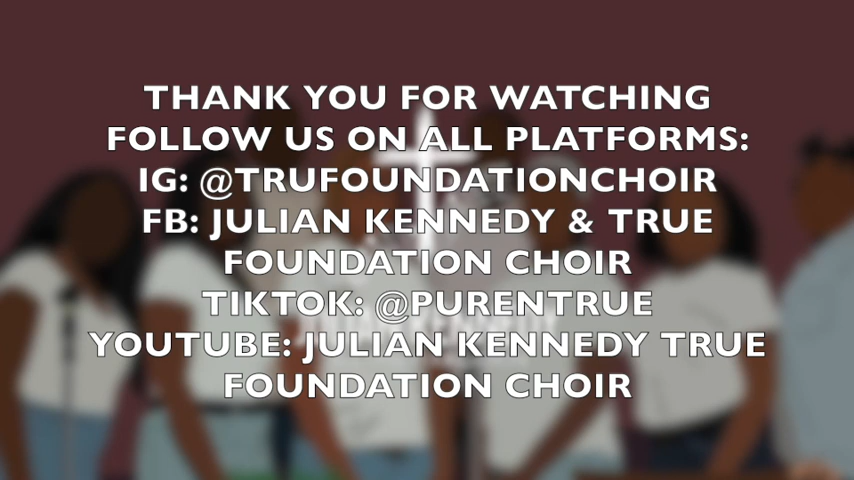 THANK YOU FOR WATCHING
FOLLOW US ON ALL PLATFORMS:
IG: @TRUFOUNDATIONCHOIR
FB: JULIAN KENNEDY & TRUE
FOUNDATION CHOIR
TIKTOK: @PURENTRUE
YOUTUBE: JULIAN KENNEDY TRUE
FOUNDATION CHOIR